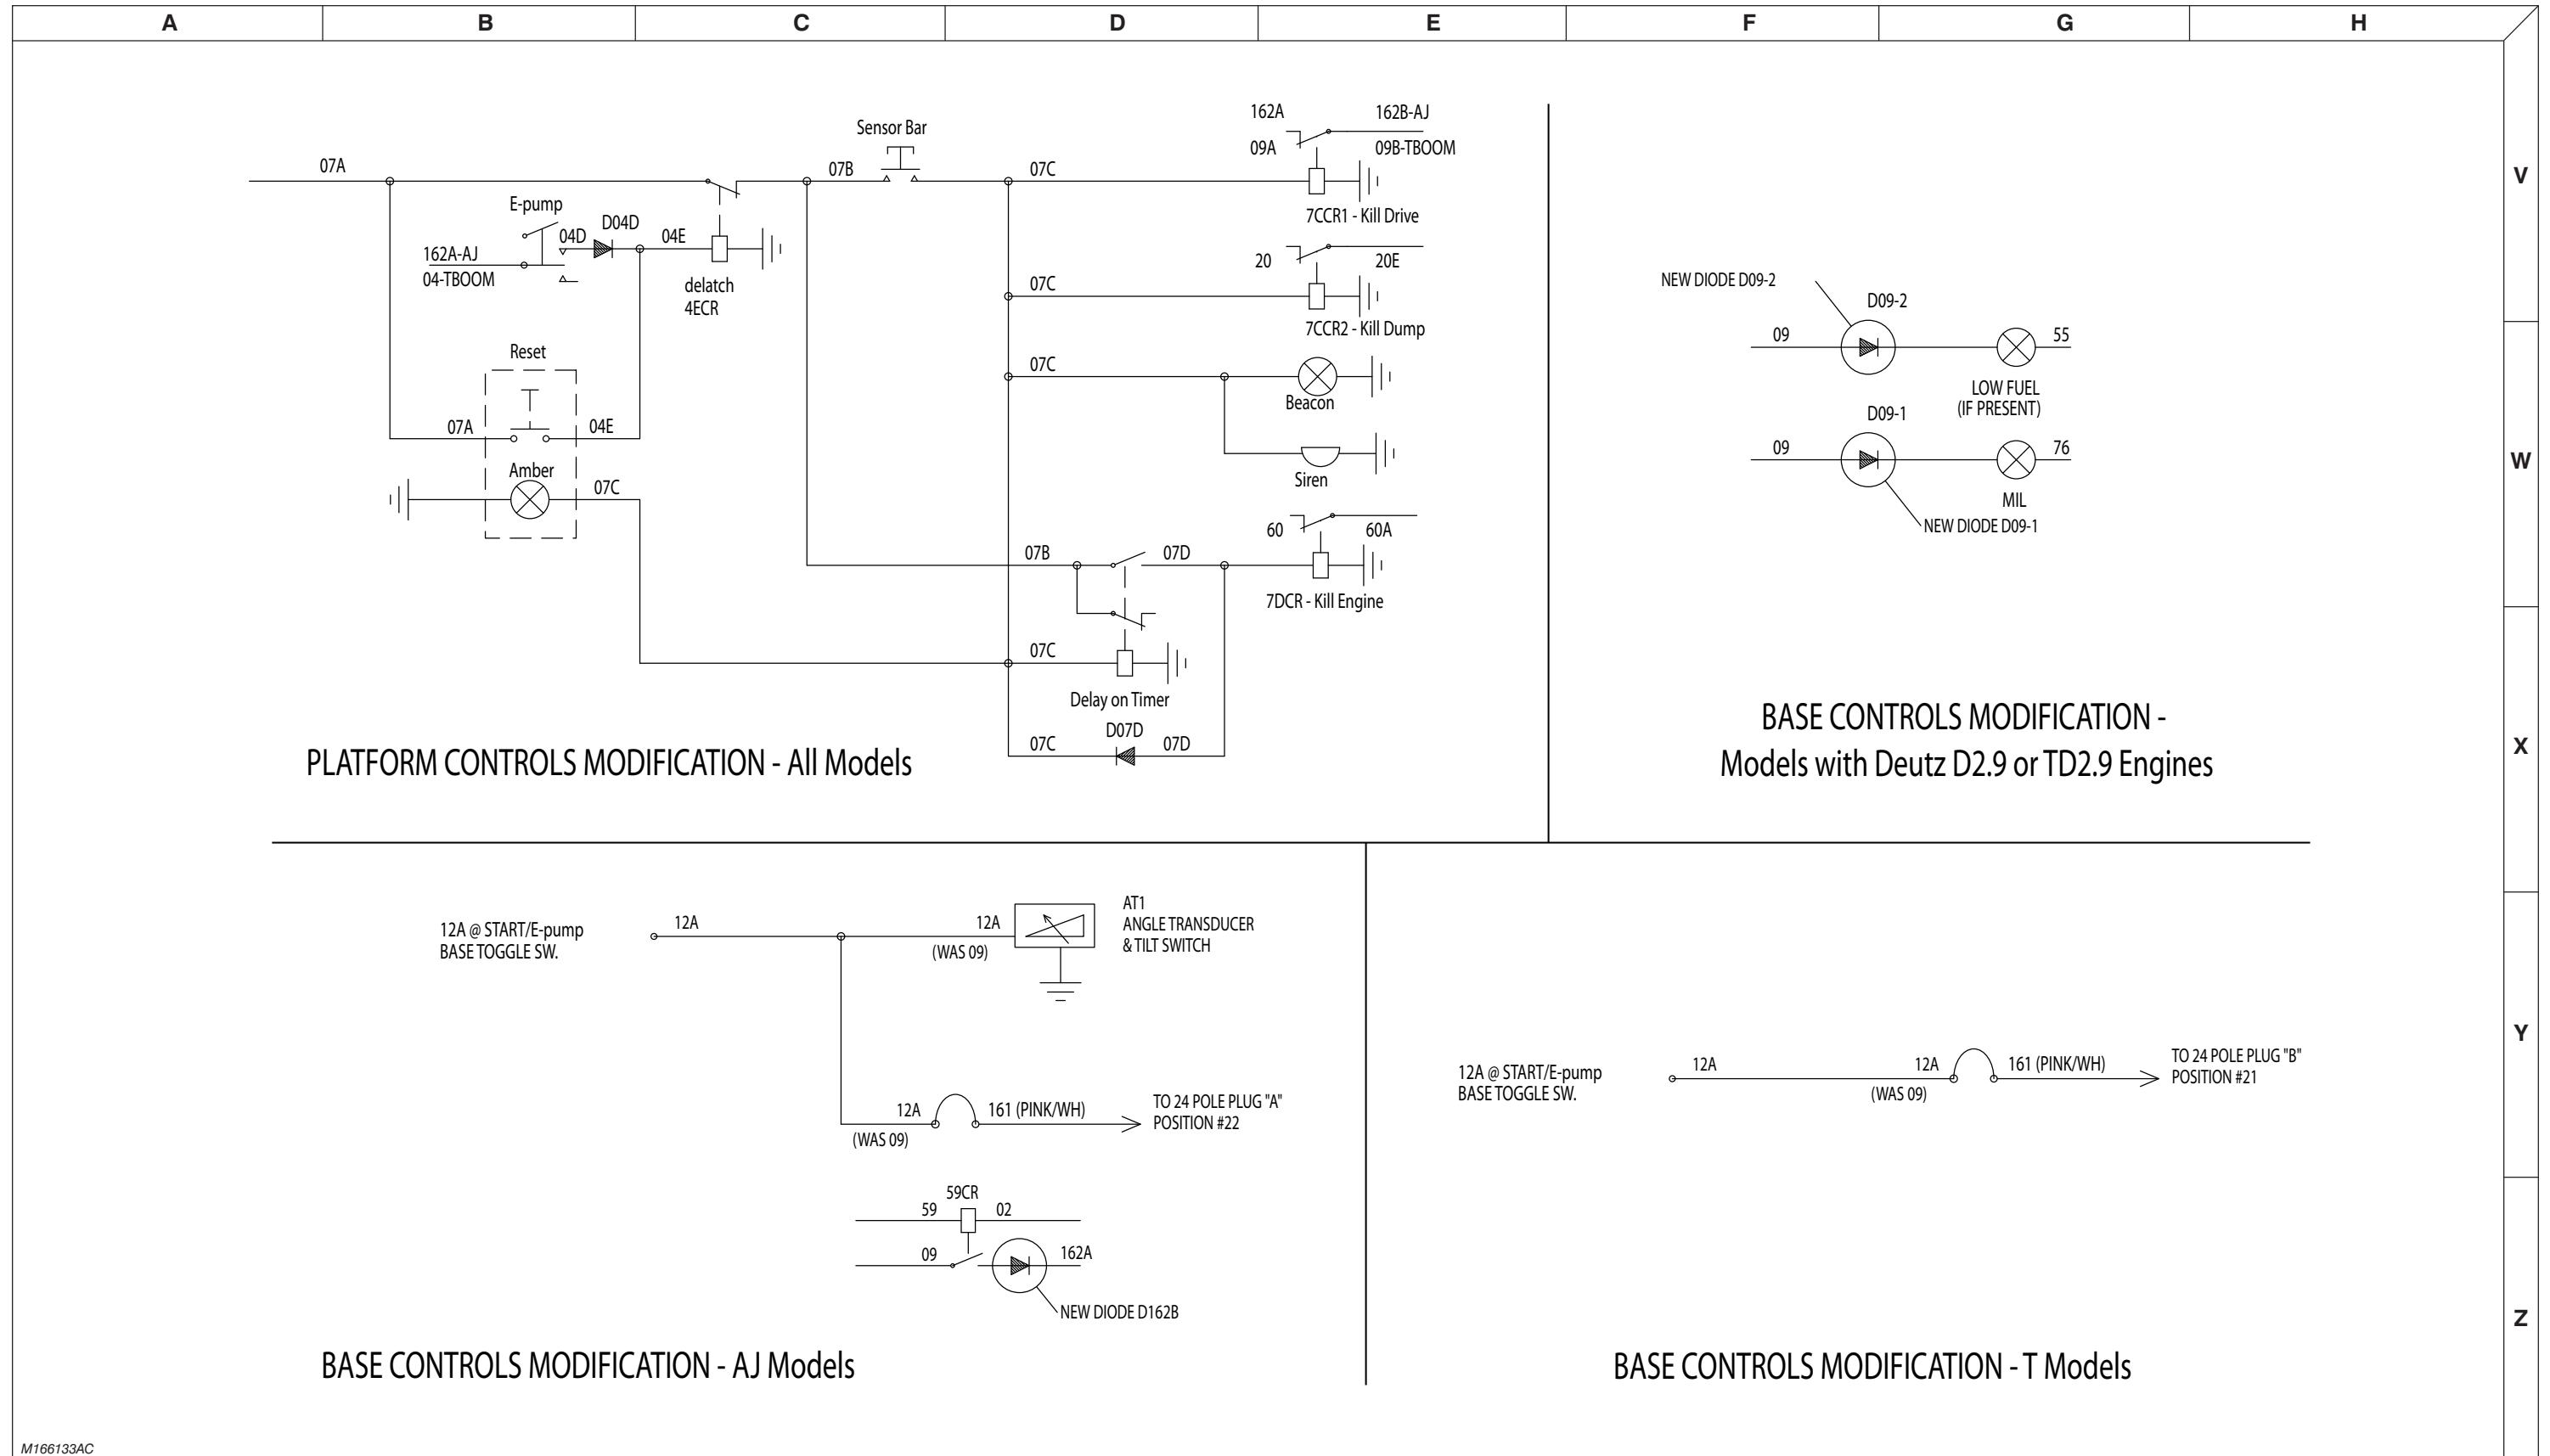 A B C D E F G H
V
W
X
Y
Z
Sensor Bar
07A
07B
07C
162A
162B-AJ
09A
09B-TBOOM
7CCR1 - Kill Drive
E-pump
04D
D04D
04E
162A-AJ
04-TBOOM
delatch
4ECR
20
20E
07C
7CCR2 - Kill Dump
Reset
07A
04E
07C
Beacon
Amber
07C
Siren
60
60A
07B
07D
7DCR - Kill Engine
07C
Delay on Timer
D07D
07C
07D
PLATFORM CONTROLS MODIFICATION - All Models
NEW DIODE D09-2
D09-2
09
55
LOW FUEL
(IF PRESENT)
D09-1
09
76
MIL
NEW DIODE D09-1
BASE CONTROLS MODIFICATION -
Models with Deutz D2.9 or TD2.9 Engines
12A @ START/E-pump
BASE TOGGLE SW.
12A
12A
(WAS 09)
AT1
ANGLE TRANSDUCER
& TILT SWITCH
12A
(WAS 09)
161 (PINK/WH)
TO 24 POLE PLUG "A"
POSITION #22
59CR
59
02
09
162A
NEW DIODE D162B
BASE CONTROLS MODIFICATION - AJ Models
12A @ START/E-pump
BASE TOGGLE SW.
12A
12A
(WAS 09)
161 (PINK/WH)
TO 24 POLE PLUG "B"
POSITION #21
BASE CONTROLS MODIFICATION - T Models
M166133AC